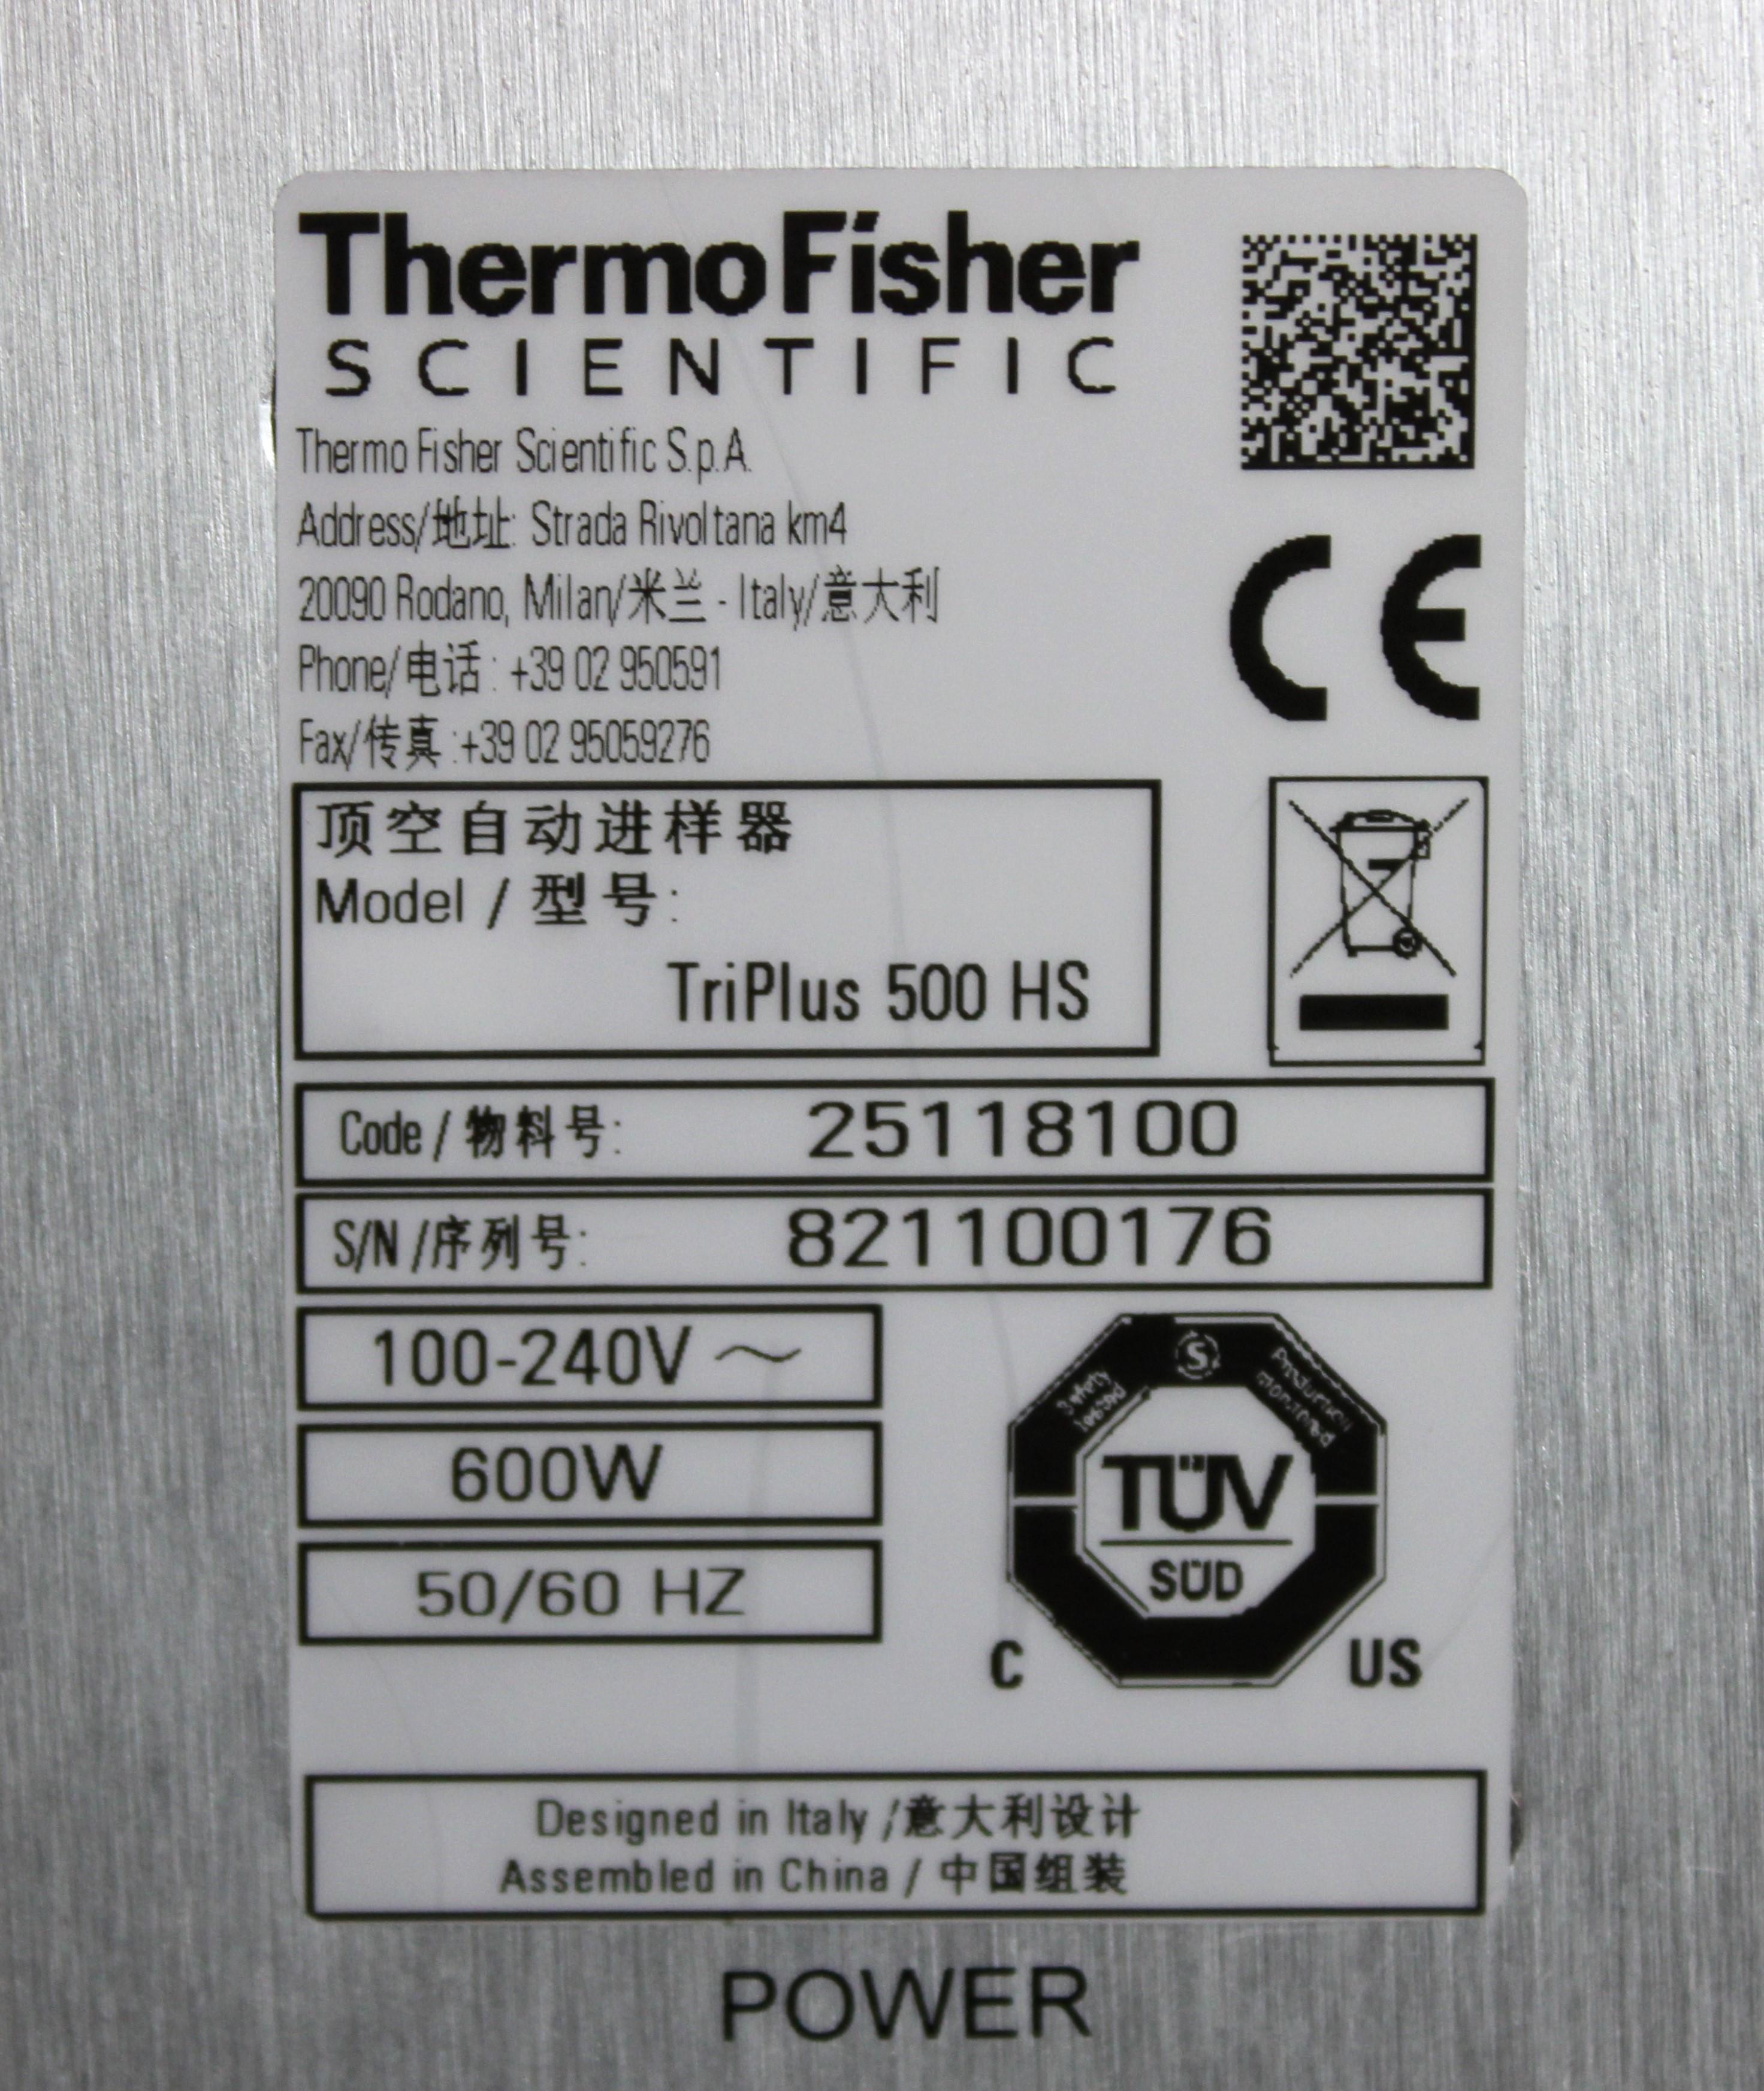 ThermoFisher
SCIENTIFIC
Thermo Fisher Scientific S.p.A.
Address/地址: Strada Rivoltana km4
20090 Rodano, Milan/米兰 - Italy/意大利
Phone/电话: +39 02 950591
Fax/传真:+39 02 95059276
CE
顶空自动进样器
Model / 型号:
TriPlus 500 HS
Code / 物料号: 25118100
S/N /序列号: 821100176
100-240V ~
600W
50/60 HZ
S
Safety tested
Production monitored
TÜV
SÜD
C US
Designed in Italy /意大利设计
Assembled in China / 中国组装
POWER